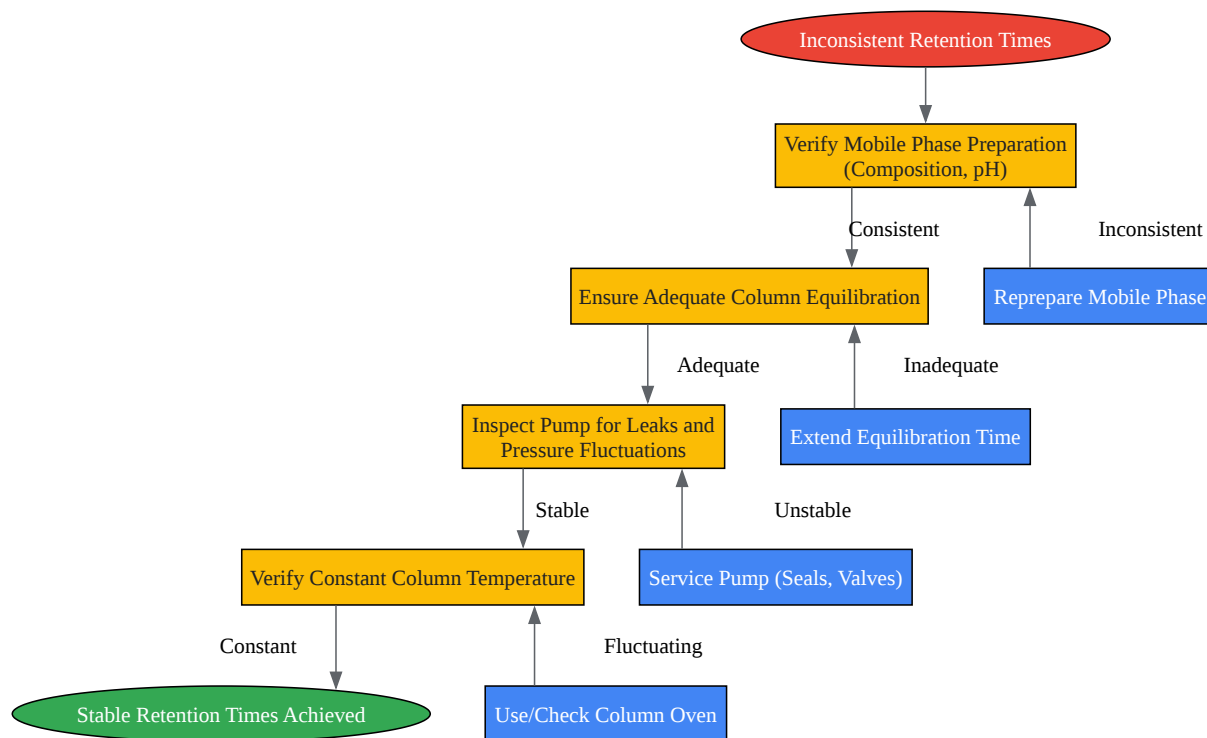 Inconsistent Retention Times
Verify Mobile Phase Preparation
(Composition, pH)
Consistent
Inconsistent
Ensure Adequate Column Equilibration
Reprepare Mobile Phase
Adequate
Inadequate
Inspect Pump for Leaks and
Pressure Fluctuations
Extend Equilibration Time
Stable
Unstable
Verify Constant Column Temperature
Service Pump (Seals, Valves)
Constant
Fluctuating
Stable Retention Times Achieved
Use/Check Column Oven